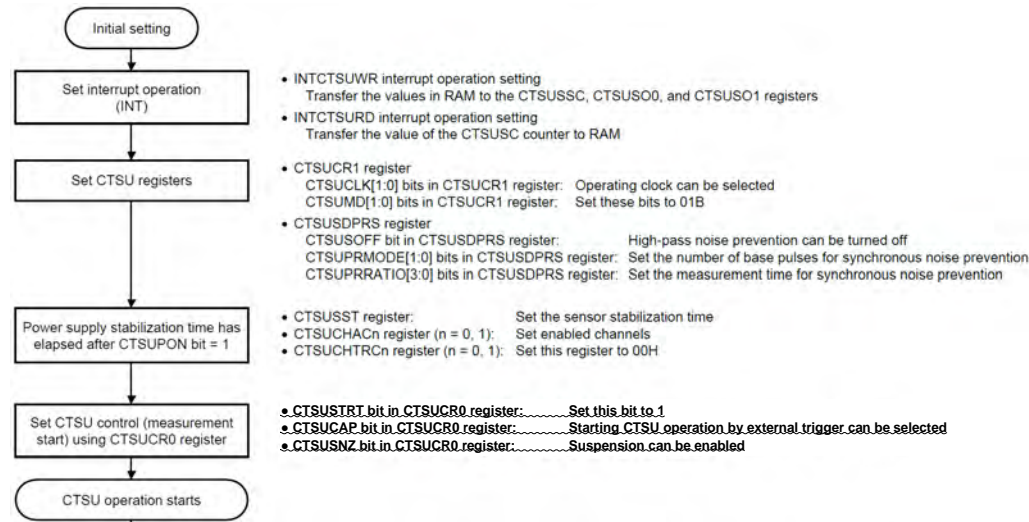 Initial setting
Set interrupt operation
(INT)
• INTCTSUWR interrupt operation setting
Transfer the values in RAM to the CTSUSSC, CTSUSO0, and CTSUSO1 registers
• INTCTSURD interrupt operation setting
Transfer the value of the CTSUSC counter to RAM
Set CTSU registers
• CTSUCR1 register
CTSUCLK[1:0] bits in CTSUCR1 register: Operating clock can be selected
CTSUMD[1:0] bits in CTSUCR1 register: Set these bits to 01B
• CTSUSDPRS register
CTSUSOFF bit in CTSUSDPRS register: High-pass noise prevention can be turned off
CTSUPRMODE[1:0] bits in CTSUSDPRS register: Set the number of base pulses for synchronous noise prevention
CTSUPRRATIO[3:0] bits in CTSUSDPRS register: Set the measurement time for synchronous noise prevention
Power supply stabilization time has
elapsed after CTSUPON bit = 1
• CTSUSST register: Set the sensor stabilization time
• CTSUCHACn register (n = 0, 1): Set enabled channels
• CTSUCHTRCn register (n = 0, 1): Set this register to 00H
Set CTSU control (measurement
start) using CTSUCR0 register
• CTSUSTRT bit in CTSUCR0 register: Set this bit to 1
• CTSUCAP bit in CTSUCR0 register: Starting CTSU operation by external trigger can be selected
• CTSUSNZ bit in CTSUCR0 register: Suspension can be enabled
CTSU operation starts